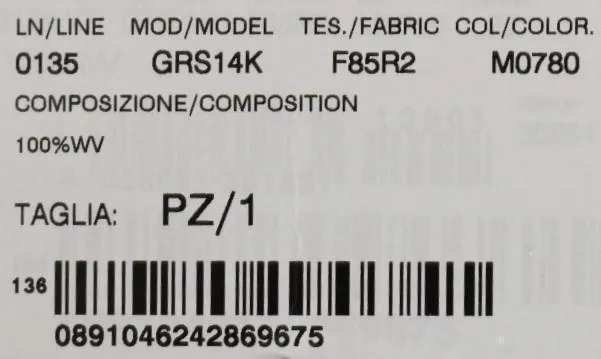 LN/LINE MOD/MODEL TES./FABRIC COL/COLOR.
0135 GRS14K F85R2 M0780
COMPOSIZIONE/COMPOSITION
100%WV
TAGLIA: PZ/1
136
0891046242869675